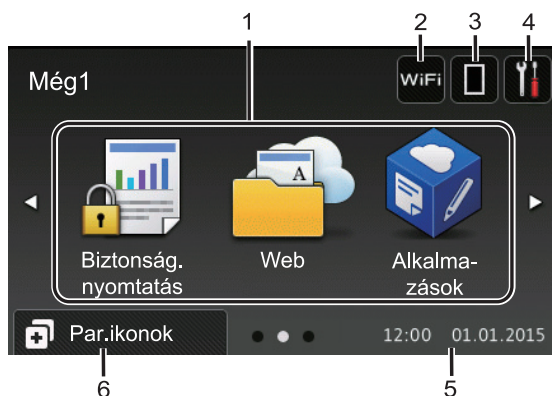 1 2 3 4
Még1
WiFi
A
Biztonság.
nyomtatás
Web
Alkalma-
zások
Par.ikonok
12:00 01.01.2015
6 5